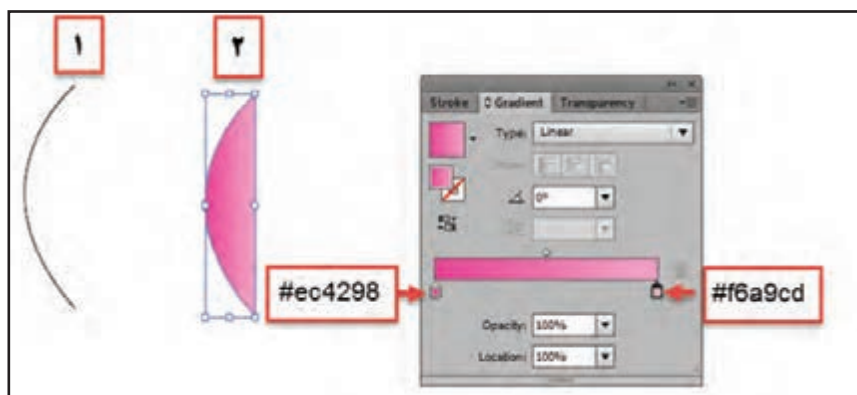 ۱
۲
Stroke
Gradient
Transparency
Type: Linear
0°
#ec4298
#f6a9cd
Opacity: 100%
Location: 100%